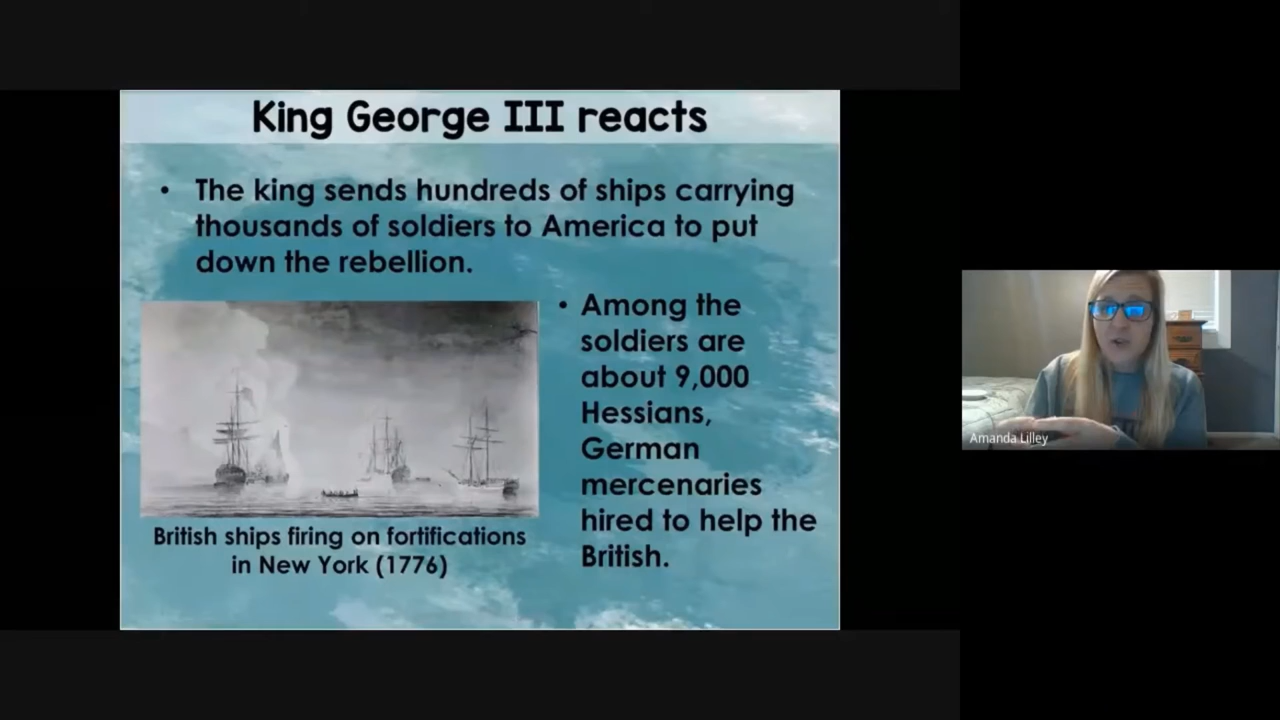 King George III reacts
• The king sends hundreds of ships carrying
thousands of soldiers to America to put
down the rebellion.
• Among the
soldiers are
about 9,000
Hessians,
German
mercenaries
hired to help the
British.
British ships firing on fortifications
in New York (1776)
Amanda Lilley